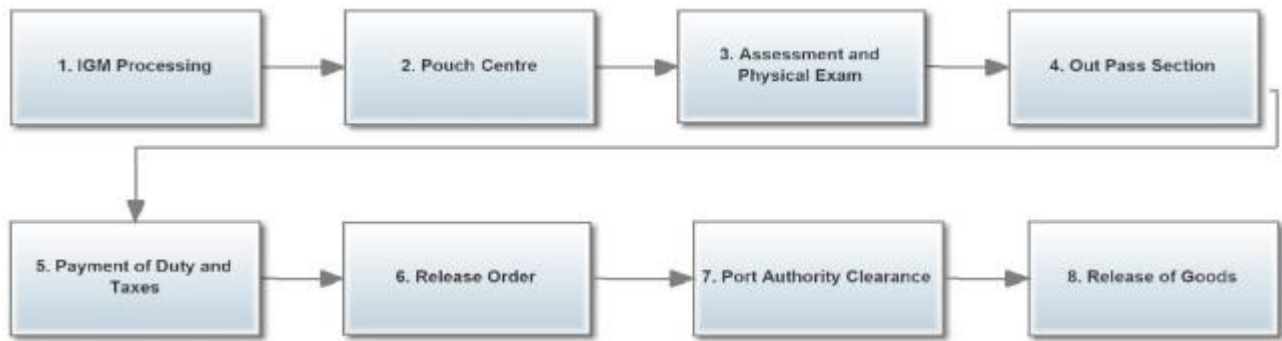 1. IGM Processing
2. Pouch Centre
3. Assessment and
Physical Exam
4. Out Pass Section
5. Payment of Duty and
Taxes
6. Release Order
7. Port Authority Clearance
8. Release of Goods